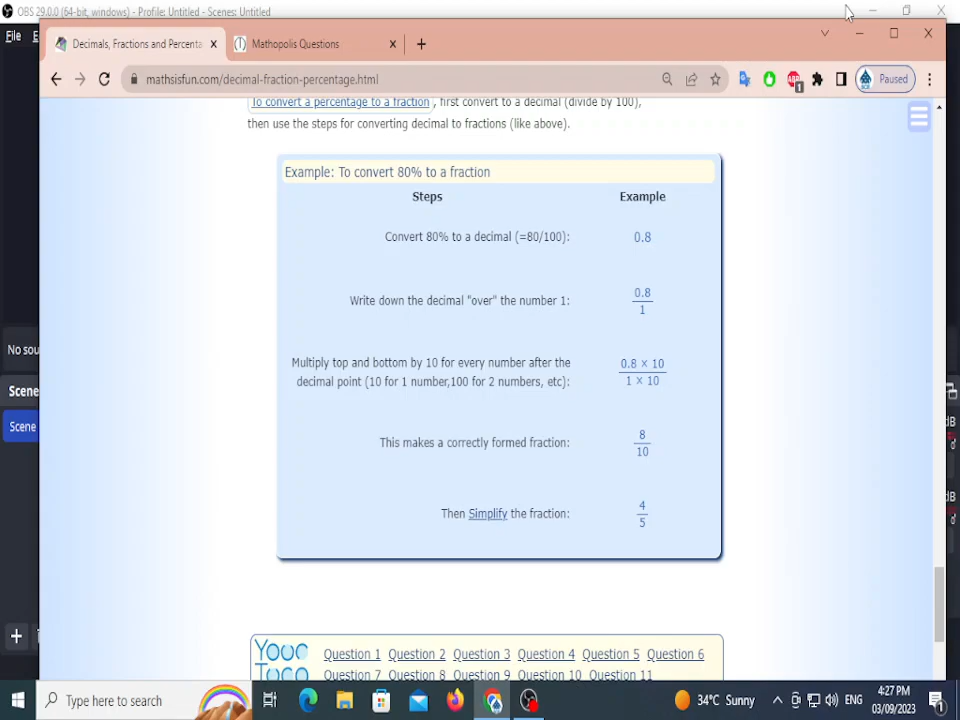 OBS 29.0.0 (64-bit, windows) - Profile: Untitled - Scenes: Untitled
File E
Decimals, Fractions and Percenta
Mathopolis Questions
mathsisfun.com/decimal-fraction-percentage.html
Paused
To convert a percentage to a fraction , first convert to a decimal (divide by 100),
then use the steps for converting decimal to fractions (like above).
Example: To convert 80% to a fraction
Steps Example
Convert 80% to a decimal (=80/100): 0.8
Write down the decimal "over" the number 1: 0.8
1
Multiply top and bottom by 10 for every number after the 0.8 × 10
decimal point (10 for 1 number,100 for 2 numbers, etc): 1 × 10
This makes a correctly formed fraction: 8
10
Then Simplify the fraction: 4
5
No sou
Scene
Scene
dB
dB
Question 1 Question 2 Question 3 Question 4 Question 5 Question 6
Question 7 Question 8 Question 9 Question 10 Question 11
Type here to search
34°C Sunny
ENG
4:27 PM
03/09/2023